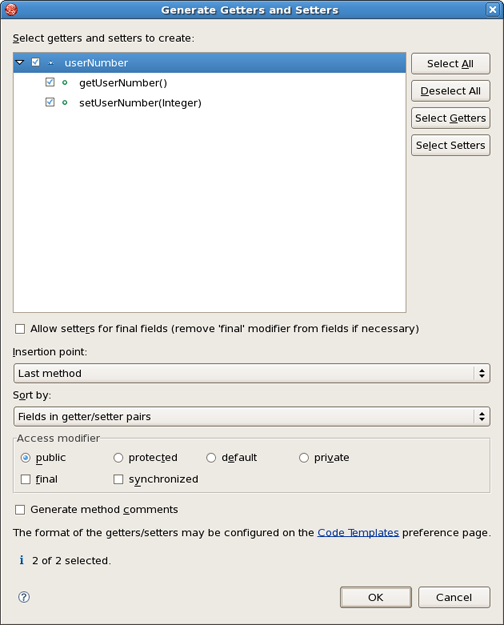 Generate Getters and Setters
Select getters and setters to create:
userNumber
getUserNumber()
setUserNumber(Integer)
Select All
Deselect All
Select Getters
Select Setters
Allow setters for final fields (remove 'final' modifier from fields if necessary)
Insertion point:
Last method
Sort by:
Fields in getter/setter pairs
Access modifier
public protected default private
final synchronized
Generate method comments
The format of the getters/setters may be configured on the Code Templates preference page.
i 2 of 2 selected.
? OK Cancel